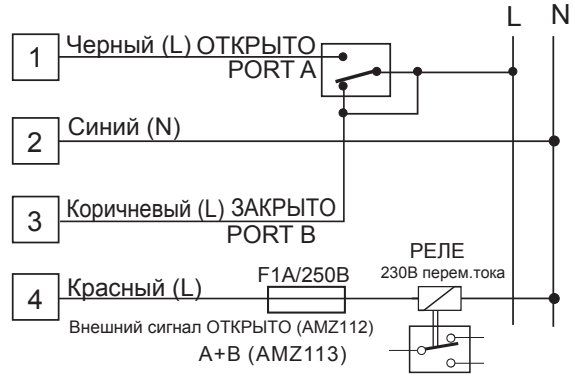 L N
1 Черный (L) ОТКРЫТО
PORT A
2 Синий (N)
3 Коричневый (L) ЗАКРЫТО
PORT B
РЕЛЕ
F1A/250В 230В перем.тока
4 Красный (L)
Внешний сигнал ОТКРЫТО (AMZ112)
A+B (AMZ113)